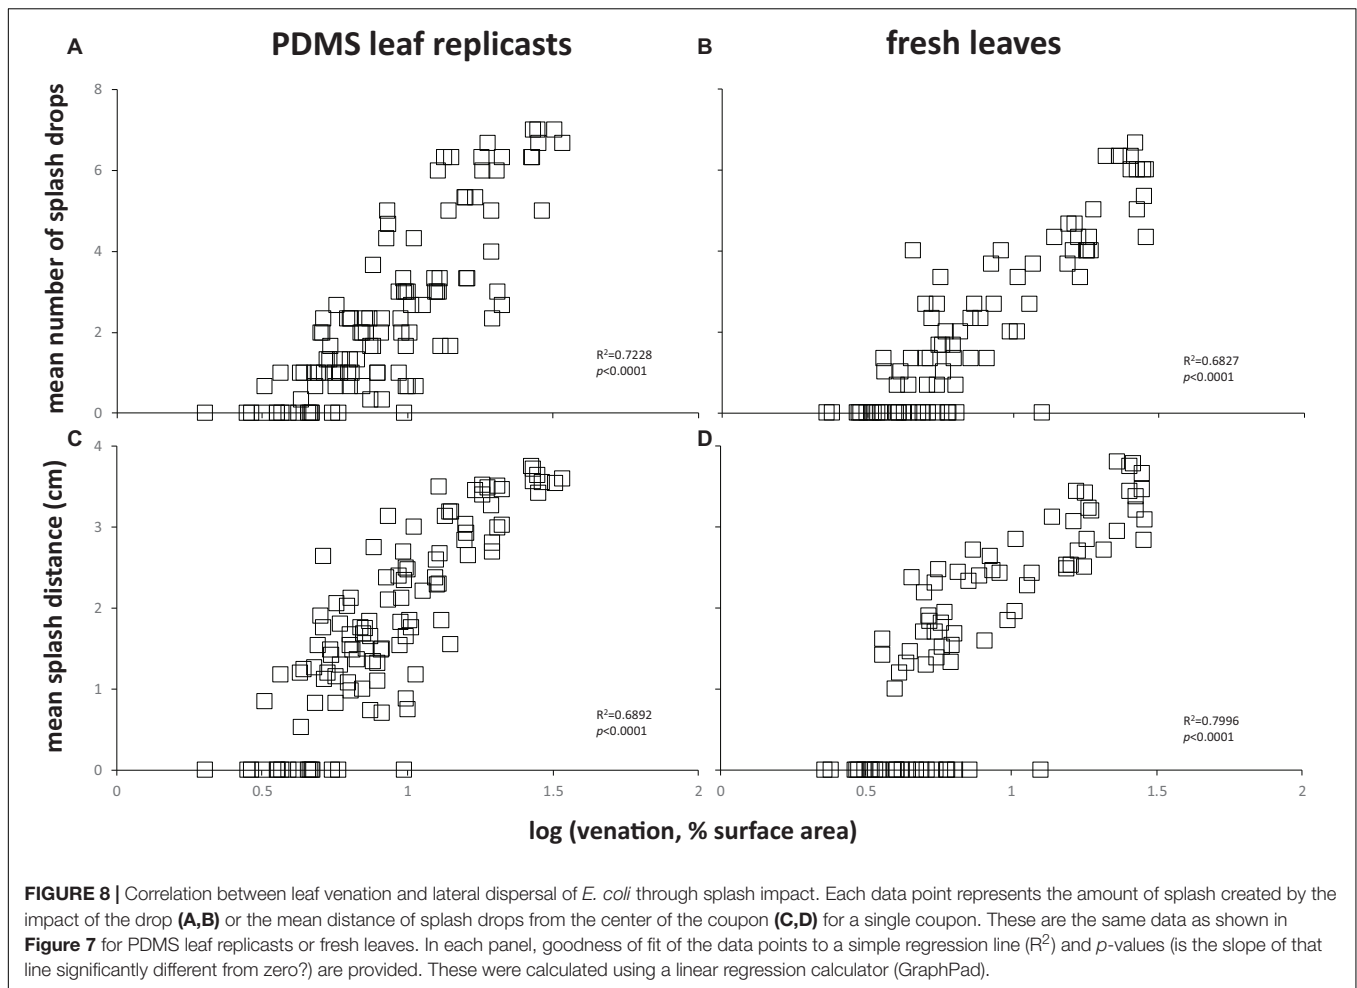 A
PDMS leaf replicasts
B
fresh leaves
mean number of splash drops
8
6
4
2
0
R²=0.7228
p<0.0001
R²=0.6827
p<0.0001
C
D
mean splash distance (cm)
4
3
2
1
0
R²=0.6892
p<0.0001
R²=0.7996
p<0.0001
0 0.5 1 1.5 2 0 0.5 1 1.5 2
log (venation, % surface area)
FIGURE 8 | Correlation between leaf venation and lateral dispersal of E. coli through splash impact. Each data point represents the amount of splash created by the
impact of the drop (A,B) or the mean distance of splash drops from the center of the coupon (C,D) for a single coupon. These are the same data as shown in
Figure 7 for PDMS leaf replicasts or fresh leaves. In each panel, goodness of fit of the data points to a simple regression line (R²) and p-values (is the slope of that
line significantly different from zero?) are provided. These were calculated using a linear regression calculator (GraphPad).